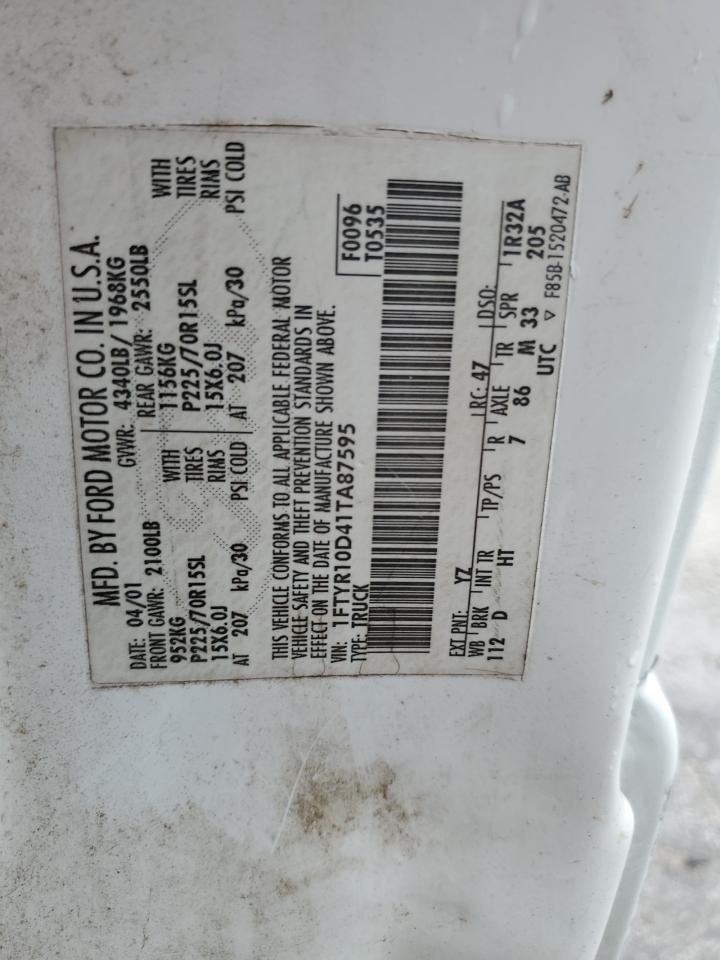 MFD. BY FORD MOTOR CO. IN U.S.A.
DATE: 04/01 GVWR: 4340LB/ 1968KG
FRONT GAWR: 2100LB REAR GAWR: 2550LB
952KG WITH 1156KG WITH
P225/70R15SL TIRES P225/70R15SL TIRES
15X6.0J RIMS 15X6.0J RIMS
AT 207 kPa/30 PSI COLD AT 207 kPa/30 PSI COLD
THIS VEHICLE CONFORMS TO ALL APPLICABLE FEDERAL MOTOR
VEHICLE SAFETY AND THEFT PREVENTION STANDARDS IN
EFFECT ON THE DATE OF MANUFACTURE SHOWN ABOVE.
VIN: 1FTYR10D41TA87595 F0096
TYPE: TRUCK T0535
EXT PNT: YZ RC: 47 DSO:
WB BRK INT TR TP/PS R AXLE TR SPR 1R32A
112 D HT 7 86 M 33 205
UTC ▽ F85B-1520472-AB